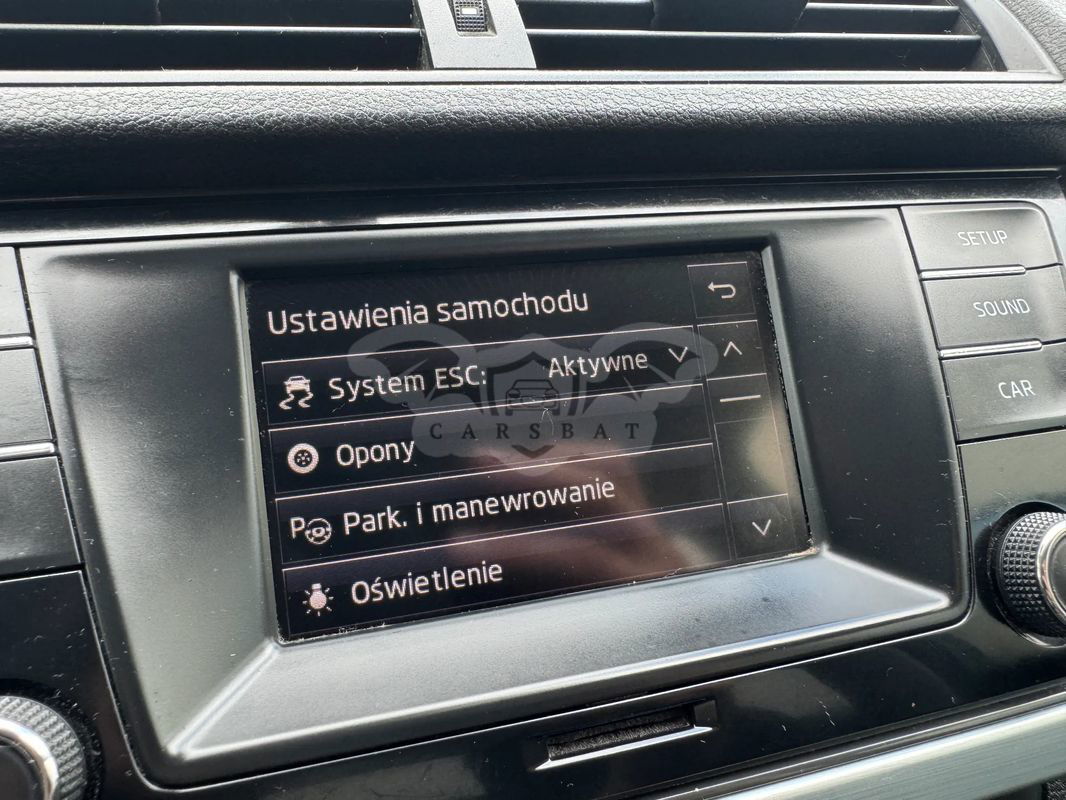 Ustawienia samochodu
System ESC: Aktywne
Opony
P Park. i manewrowanie
Oświetlenie
SETUP
SOUND
CAR
CARSBAT